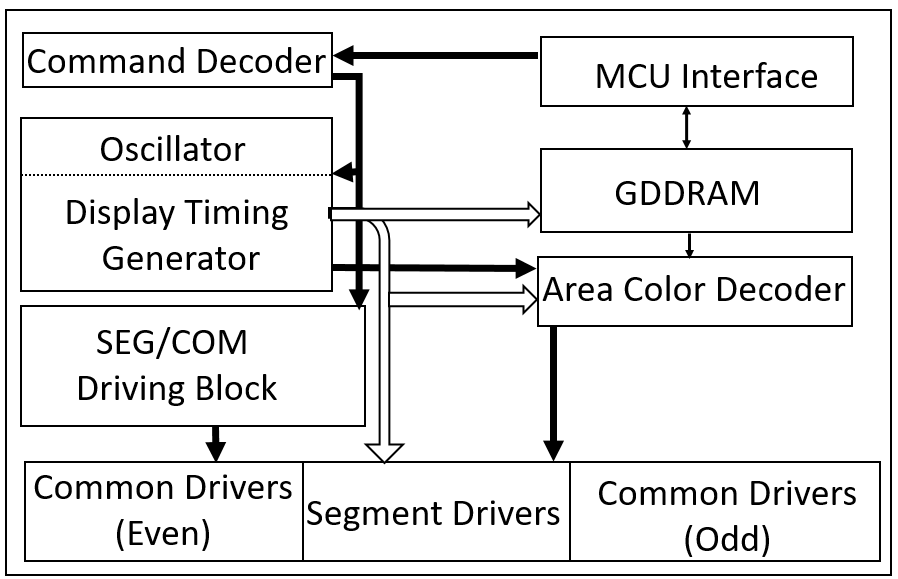 Command Decoder
MCU Interface
Oscillator
Display Timing
Generator
GDDRAM
Area Color Decoder
SEG/COM
Driving Block
Common Drivers
(Even)
Segment Drivers
Common Drivers
(Odd)